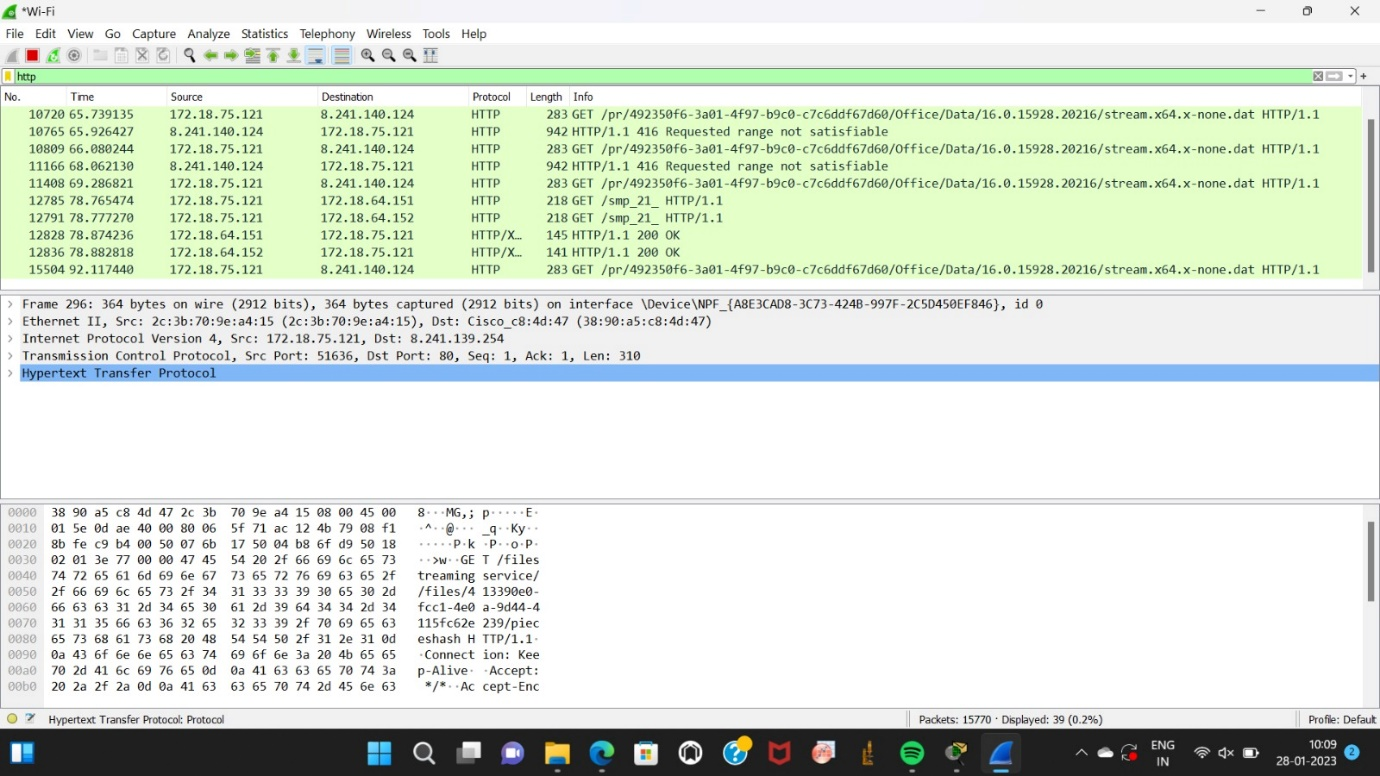 *Wi-Fi
File Edit View Go Capture Analyze Statistics Telephony Wireless Tools Help
http
No. Time Source Destination Protocol Length Info
10720 65.739135 172.18.75.121 8.241.140.124 HTTP 283 GET /pr/492350f6-3a01-4f97-b9c0-c7c6ddf67d60/Office/Data/16.0.15928.20216/stream.x64.x-none.dat HTTP/1.1
10765 65.926427 8.241.140.124 172.18.75.121 HTTP 942 HTTP/1.1 416 Requested range not satisfiable
10809 66.080244 172.18.75.121 8.241.140.124 HTTP 283 GET /pr/492350f6-3a01-4f97-b9c0-c7c6ddf67d60/Office/Data/16.0.15928.20216/stream.x64.x-none.dat HTTP/1.1
11166 68.062130 8.241.140.124 172.18.75.121 HTTP 942 HTTP/1.1 416 Requested range not satisfiable
11408 69.286821 172.18.75.121 8.241.140.124 HTTP 283 GET /pr/492350f6-3a01-4f97-b9c0-c7c6ddf67d60/Office/Data/16.0.15928.20216/stream.x64.x-none.dat HTTP/1.1
12785 78.765474 172.18.75.121 172.18.64.151 HTTP 218 GET /smp_21_ HTTP/1.1
12791 78.777270 172.18.75.121 172.18.64.152 HTTP 218 GET /smp_21_ HTTP/1.1
12828 78.874236 172.18.64.151 172.18.75.121 HTTP/X… 145 HTTP/1.1 200 OK
12836 78.882818 172.18.64.152 172.18.75.121 HTTP/X… 141 HTTP/1.1 200 OK
15504 92.117440 172.18.75.121 8.241.140.124 HTTP 283 GET /pr/492350f6-3a01-4f97-b9c0-c7c6ddf67d60/Office/Data/16.0.15928.20216/stream.x64.x-none.dat HTTP/1.1
Frame 296: 364 bytes on wire (2912 bits), 364 bytes captured (2912 bits) on interface \Device\NPF_{A8E3CAD8-3C73-424B-997F-2C5D450EF846}, id 0
Ethernet II, Src: 2c:3b:70:9e:a4:15 (2c:3b:70:9e:a4:15), Dst: Cisco_c8:4d:47 (38:90:a5:c8:4d:47)
Internet Protocol Version 4, Src: 172.18.75.121, Dst: 8.241.139.254
Transmission Control Protocol, Src Port: 51636, Dst Port: 80, Seq: 1, Ack: 1, Len: 310
Hypertext Transfer Protocol
0000 38 90 a5 c8 4d 47 2c 3b 70 9e a4 15 08 00 45 00 8···MG,; p·····E·
0010 01 5e 0d ae 40 00 80 06 5f 71 ac 12 4b 79 08 f1 ·^··@··· _q··Ky··
0020 8b fe c9 b4 00 50 07 6b 17 50 04 b8 6f d9 50 18 ·····P·k ·P··o·P·
0030 02 01 3e 77 00 00 47 45 54 20 2f 66 69 6c 65 73 ··>w··GE T /files
0040 74 72 65 61 6d 69 6e 67 73 65 72 76 69 63 65 2f treaming service/
0050 2f 66 69 6c 65 73 2f 34 31 33 33 39 30 65 30 2d /files/4 13390e0-
0060 66 63 63 31 2d 34 65 30 61 2d 39 64 34 34 2d 34 fcc1-4e0 a-9d44-4
0070 31 31 35 66 63 36 32 65 32 33 39 2f 70 69 65 63 115fc62e 239/piec
0080 65 73 68 61 73 68 20 48 54 54 50 2f 31 2e 31 0d eshash H TTP/1.1·
0090 0a 43 6f 6e 6e 65 63 74 69 6f 6e 3a 20 4b 65 65 ·Connect ion: Kee
00a0 70 2d 41 6c 69 76 65 0d 0a 41 63 63 65 70 74 3a p-Alive· ·Accept:
00b0 20 2a 2f 2a 0d 0a 41 63 63 65 70 74 2d 45 6e 63 */*··Ac cept-Enc
Hypertext Transfer Protocol: Protocol Packets: 15770 · Displayed: 39 (0.2%) Profile: Default
ENG 10:09
IN 28-01-2023 2